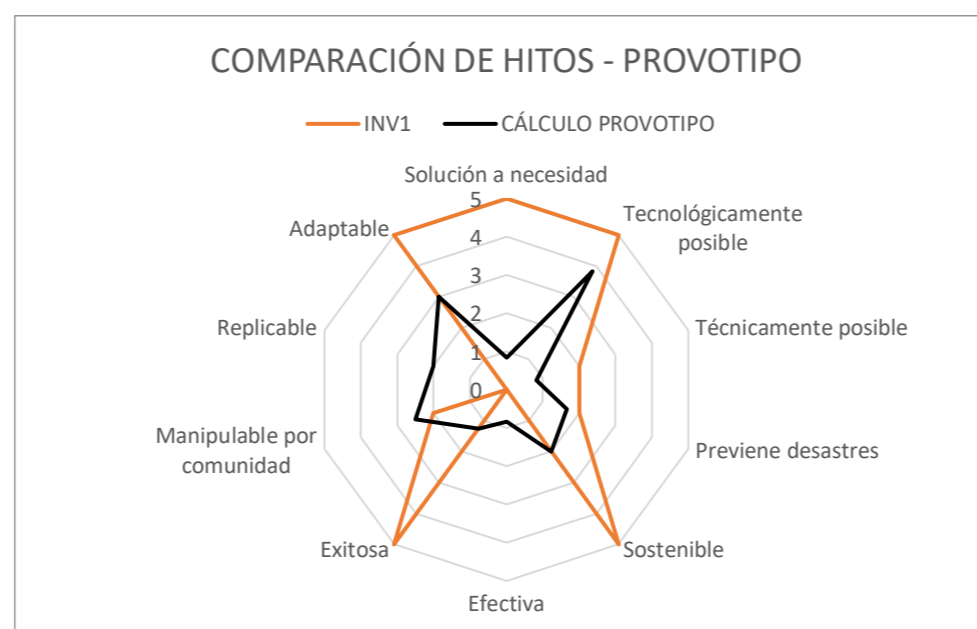 COMPARACIÓN DE HITOS - PROVOTIPO
INV1
CÁLCULO PROVOTIPO
Solución a necesidad
Tecnológicamente
posible
Técnicamente posible
Previene desastres
Sostenible
Efectiva
Exitosa
Manipulable por
comunidad
Replicable
Adaptable
5
4
3
2
1
0